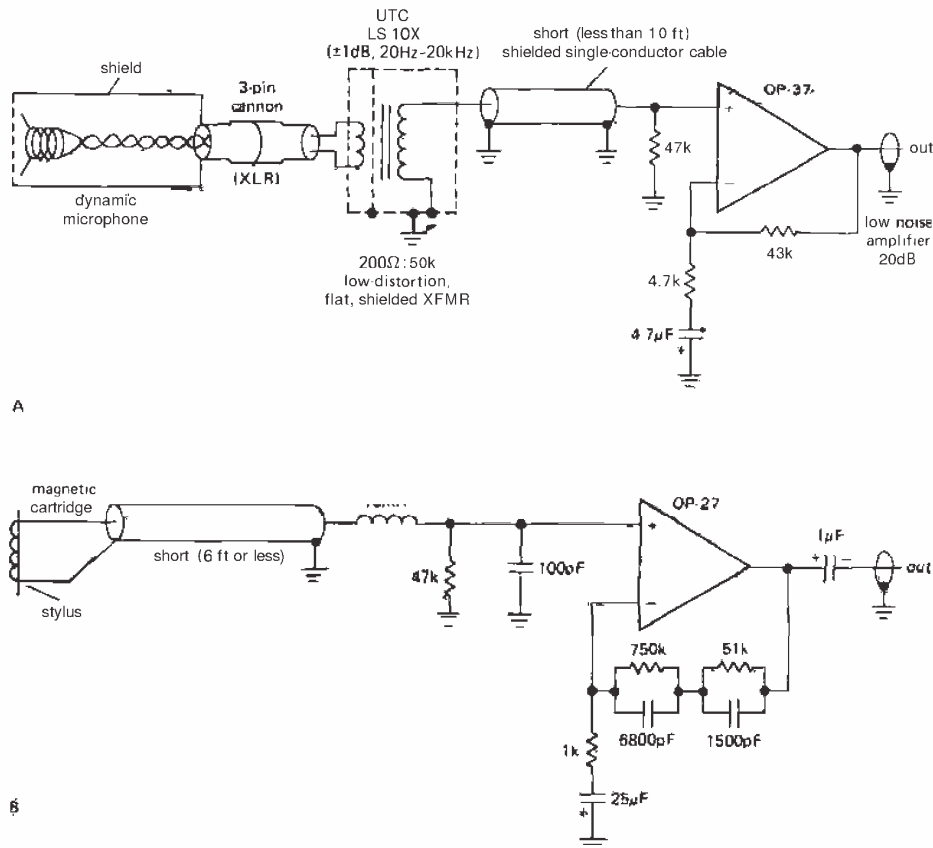 UTC
LS 10X
(±1dB, 20Hz-20kHz)
short (less than 10 ft)
shielded single-conductor cable
shield
3-pin
cannon
(XLR)
OP-37
+
−
out
47k
dynamic
microphone
43k
low noise
amplifier
20dB
200Ω:50k
low-distortion,
flat, shielded XFMR
4.7k
4.7µF
+
A
magnetic
cartridge
short (6 ft or less)
stylus
47k
100pF
OP-27
+
−
1µF
+ −
out
750k
51k
6800pF
1500pF
1k
25µF
+
B